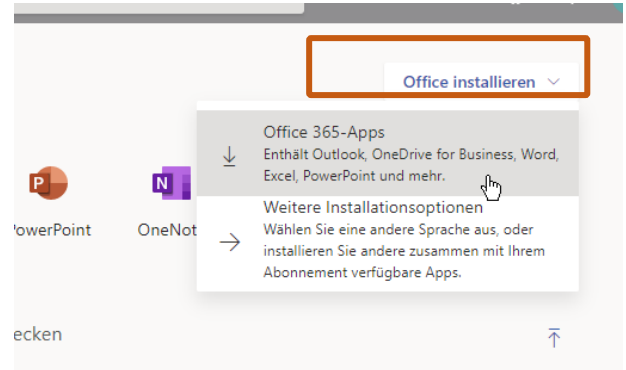 Office installieren
Office 365-Apps
Enthält Outlook, OneDrive for Business, Word,
Excel, PowerPoint und mehr.
P
N
PowerPoint
OneNot
Weitere Installationsoptionen
Wählen Sie eine andere Sprache aus, oder
installieren Sie andere zusammen mit Ihrem
Abonnement verfügbare Apps.
ecken